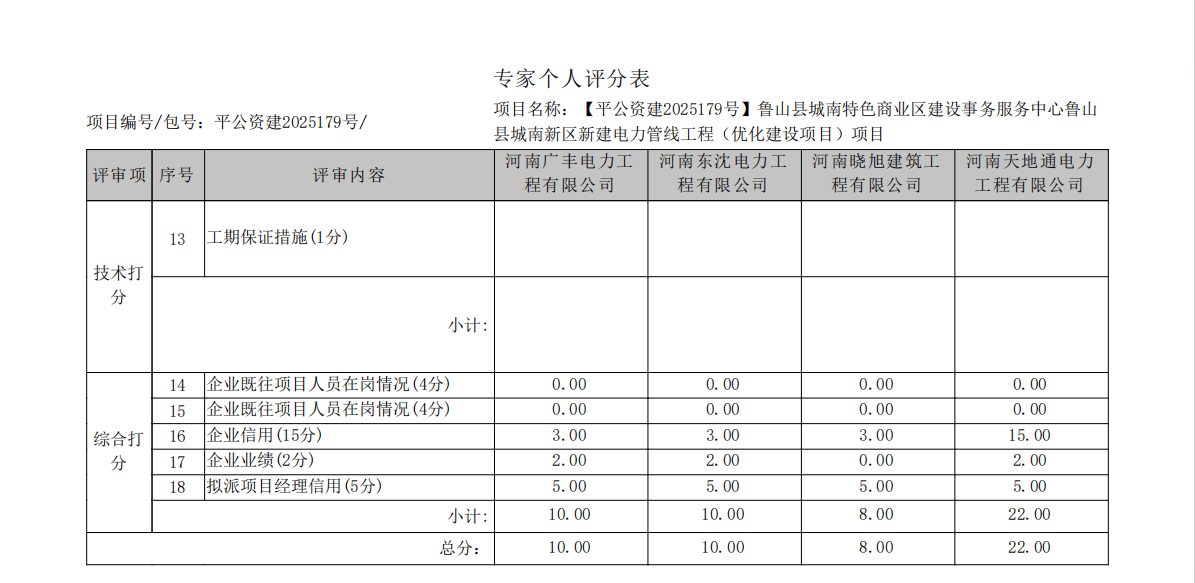 专家个人评分表
项目编号/包号：平公资建2025179号/
项目名称：【平公资建2025179号】鲁山县城南特色商业区建设事务服务中心鲁山
县城南新区新建电力管线工程（优化建设项目）项目
评审项 序号 评审内容 河南广丰电力工程有限公司 河南东沈电力工程有限公司 河南晓旭建筑工程有限公司 河南天地通电力工程有限公司
技术打分
13 工期保证措施(1分)
小计:
综合打分
14 企业既往项目人员在岗情况(4分) 0.00 0.00 0.00 0.00
15 企业既往项目人员在岗情况(4分) 0.00 0.00 0.00 0.00
16 企业信用(15分) 3.00 3.00 3.00 15.00
17 企业业绩(2分) 2.00 2.00 0.00 2.00
18 拟派项目经理信用(5分) 5.00 5.00 5.00 5.00
小计: 10.00 10.00 8.00 22.00
总分: 10.00 10.00 8.00 22.00